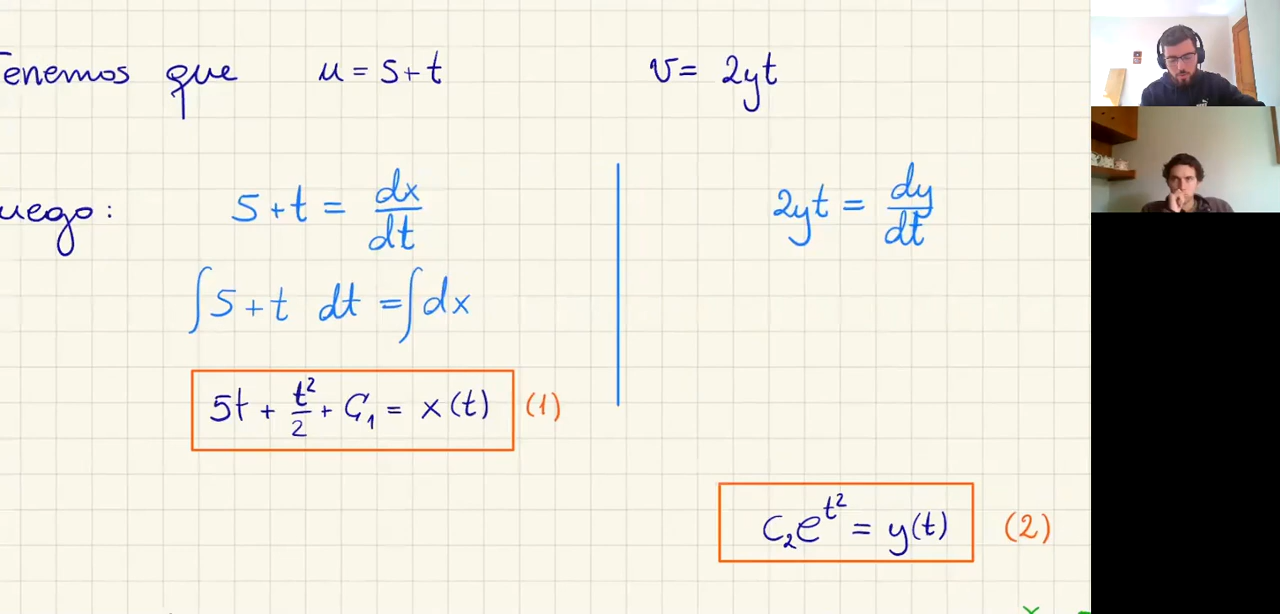 Tenemos que u = 5+t v = 2yt
uego: 5+t = dx/dt 2yt = dy/dt
∫5+t dt = ∫dx
5t + t²/2 + C₁ = x(t) (1)
C₂e^t² = y(t) (2)